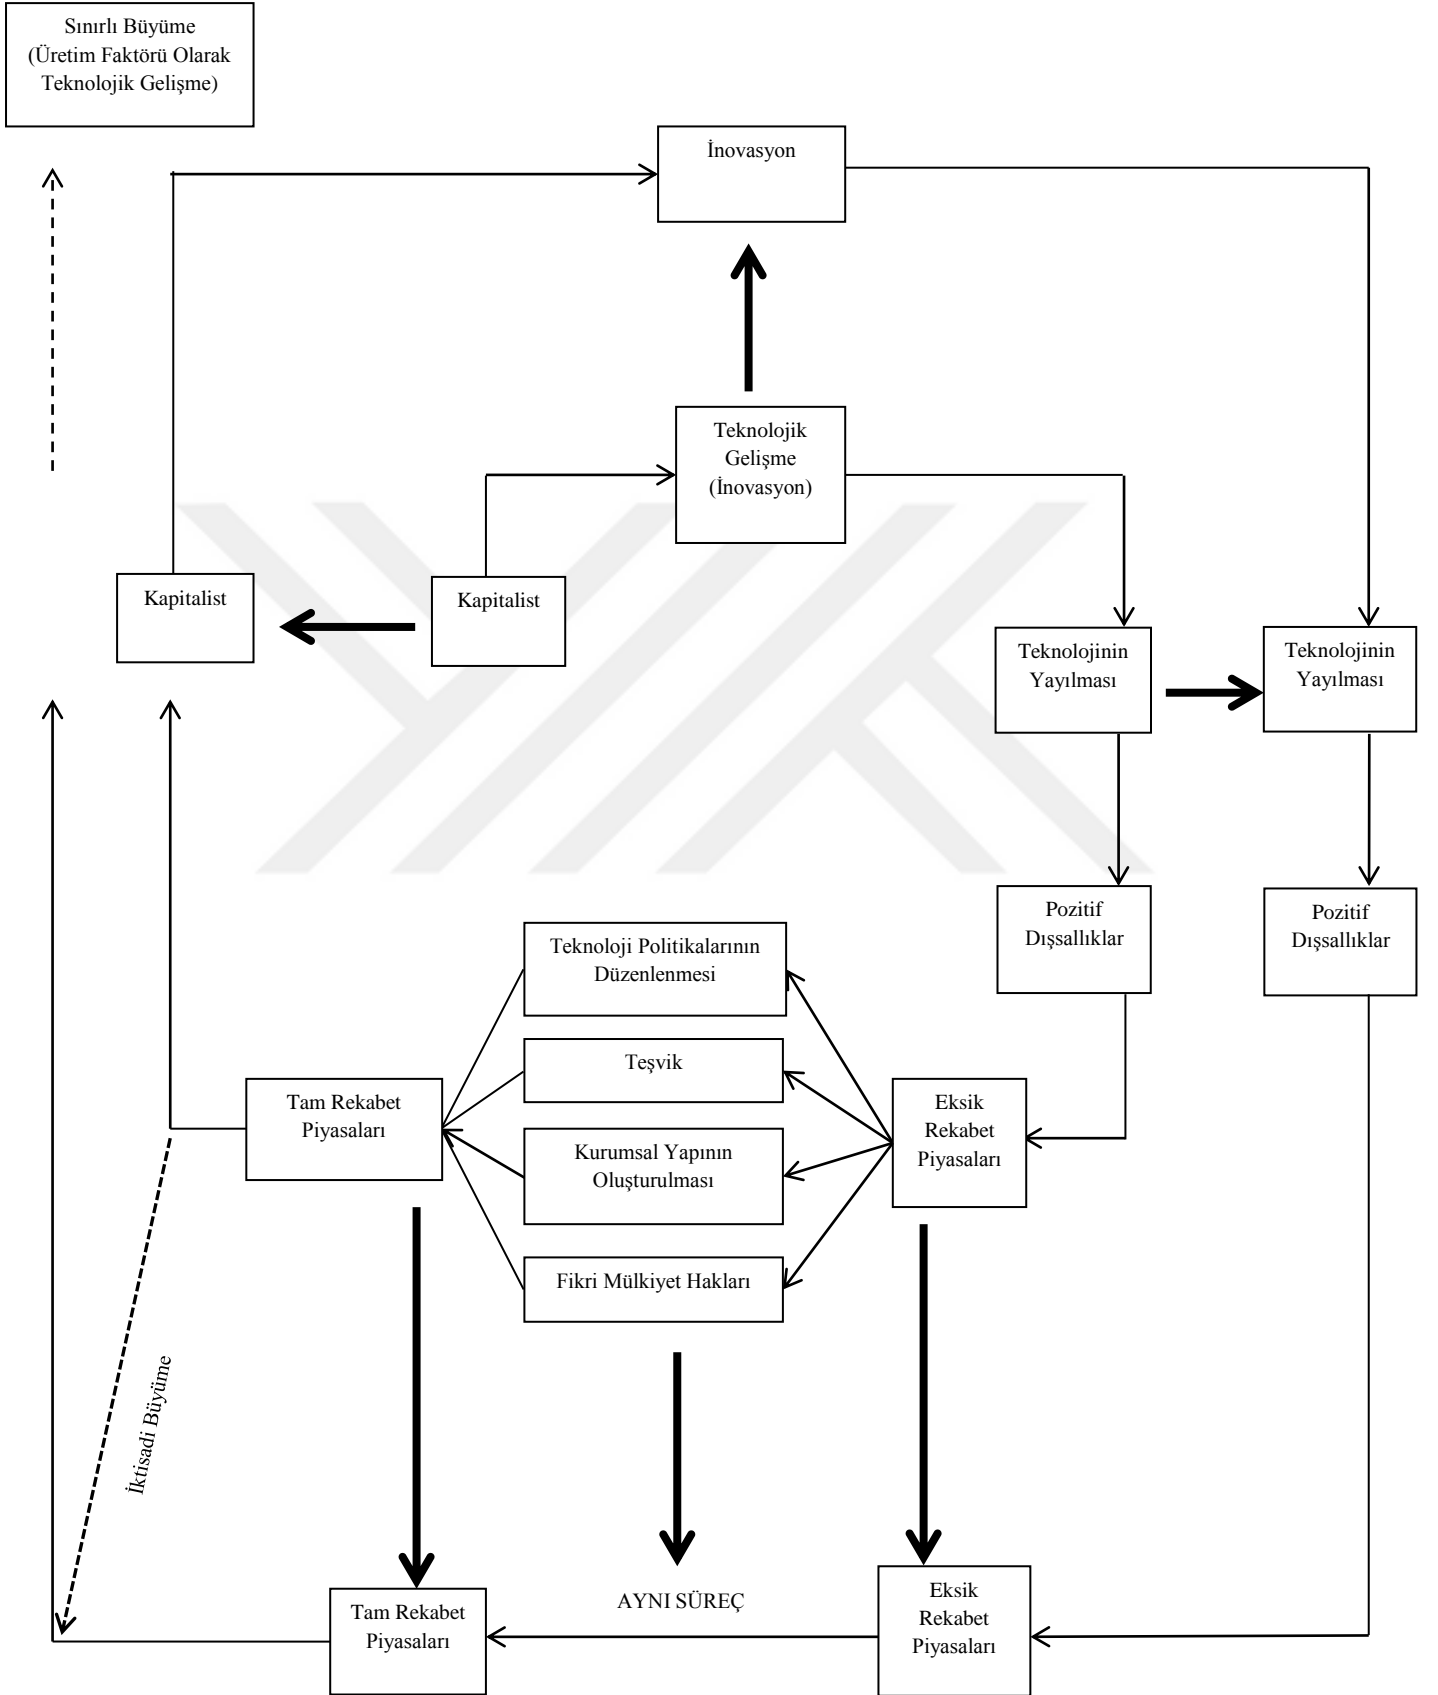 Sınırlı Büyüme
(Üretim Faktörü Olarak
Teknolojik Gelişme)
İnovasyon
Teknolojik
Gelişme
(İnovasyon)
Kapitalist
Kapitalist
Teknolojinin
Yayılması
Teknolojinin
Yayılması
Pozitif
Dışsallıklar
Pozitif
Dışsallıklar
Teknoloji Politikalarının
Düzenlenmesi
Teşvik
Tam Rekabet
Piyasaları
Eksik
Rekabet
Piyasaları
Kurumsal Yapının
Oluşturulması
Fikri Mülkiyet Hakları
İktisadi Büyüme
AYNI SÜREÇ
Tam Rekabet
Piyasaları
Eksik
Rekabet
Piyasaları